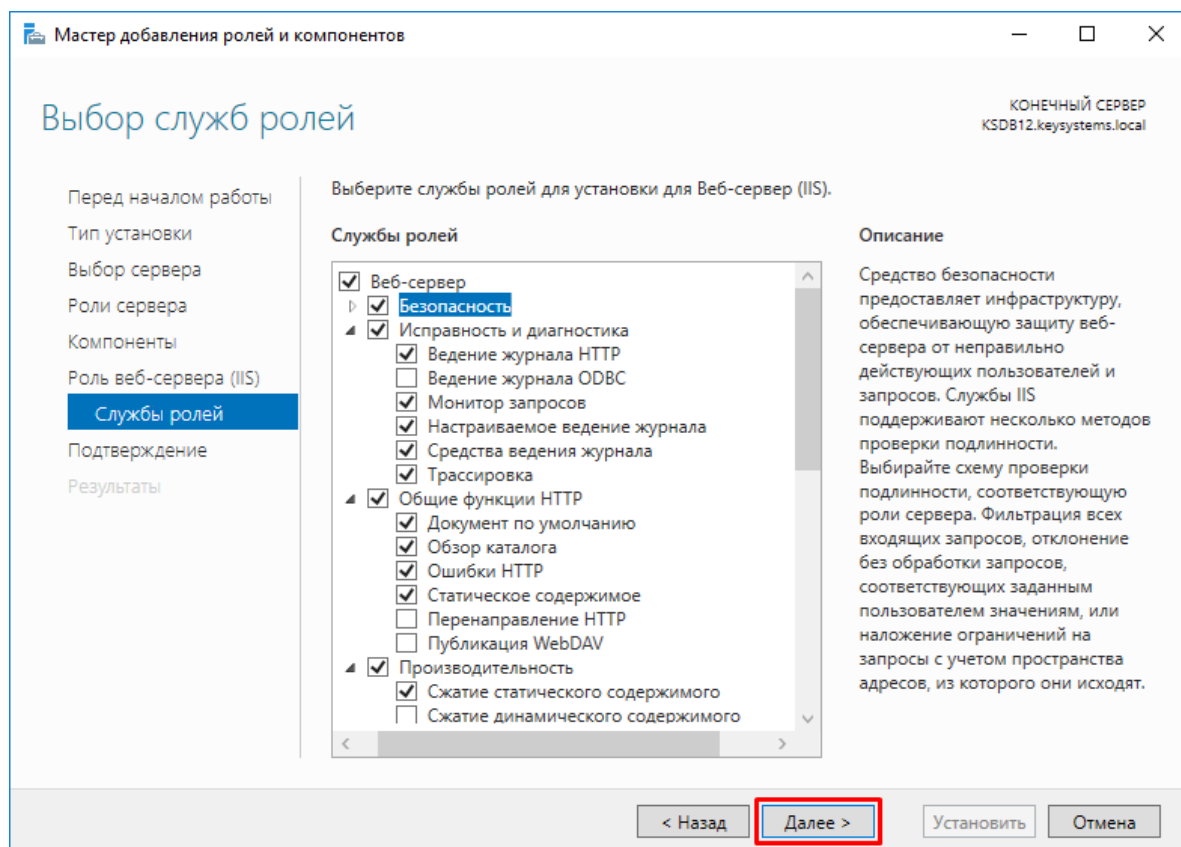 Мастер добавления ролей и компонентов
Выбор служб ролей
КОНЕЧНЫЙ СЕРВЕР
KSDB12.keysystems.local
Перед началом работы
Тип установки
Выбор сервера
Роли сервера
Компоненты
Роль веб-сервера (IIS)
Службы ролей
Подтверждение
Результаты
Выберите службы ролей для установки для Веб-сервер (IIS).
Службы ролей
Веб-сервер
Безопасность
Исправность и диагностика
Ведение журнала HTTP
Ведение журнала ODBC
Монитор запросов
Настраиваемое ведение журнала
Средства ведения журнала
Трассировка
Общие функции HTTP
Документ по умолчанию
Обзор каталога
Ошибки HTTP
Статическое содержимое
Перенаправление HTTP
Публикация WebDAV
Производительность
Сжатие статического содержимого
Сжатие динамического содержимого
Описание
Средство безопасности
предоставляет инфраструктуру,
обеспечивающую защиту веб-
сервера от неправильно
действующих пользователей и
запросов. Службы IIS
поддерживают несколько методов
проверки подлинности.
Выбирайте схему проверки
подлинности, соответствующую
роли сервера. Фильтрация всех
входящих запросов, отклонение
без обработки запросов,
соответствующих заданным
пользователем значениям, или
наложение ограничений на
запросы с учетом пространства
адресов, из которого они исходят.
< Назад
Далее >
Установить
Отмена